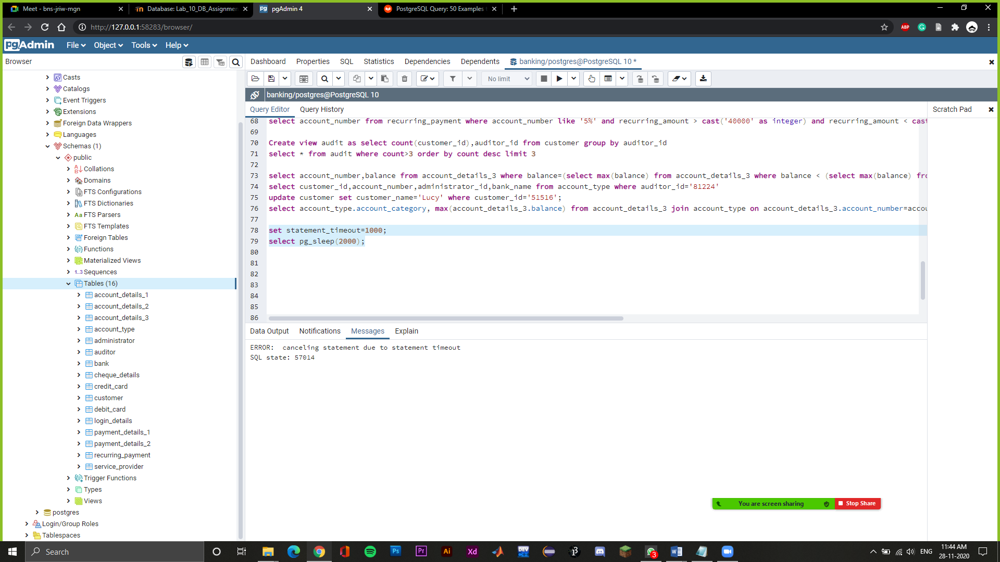 Meet - bns-jriw-mgn
Database: Lab_10_DB_Assignmen
pgAdmin 4
PostgreSQL Query: 50 Examples
http://127.0.0.1:58283/browser/
ABP
pgAdmin File Object Tools Help
Browser
Dashboard Properties SQL Statistics Dependencies Dependents banking/postgres@PostgreSQL 10 *
No limit
banking/postgres@PostgreSQL 10
Query Editor Query History
Scratch Pad
Casts
Catalogs
Event Triggers
Extensions
Foreign Data Wrappers
Languages
Schemas (1)
public
Collations
Domains
FTS Configurations
FTS Dictionaries
FTS Parsers
FTS Templates
Foreign Tables
Functions
Materialized Views
1..3 Sequences
Tables (16)
account_details_1
account_details_2
account_details_3
account_type
administrator
auditor
bank
cheque_details
credit_card
customer
debit_card
login_details
payment_details_1
payment_details_2
recurring_payment
service_provider
Trigger Functions
Types
Views
postgres
Login/Group Roles
Tablespaces
68 select account_number from recurring_payment where account_number like '5%' and recurring_amount > cast('40000' as integer) and recurring_amount < cast
69
70 Create view audit as select count(customer_id),auditor_id from customer group by auditor_id
71 select * from audit where count>3 order by count desc limit 3
72
73 select account_number,balance from account_details_3 where balance=(select max(balance) from account_details_3 where balance < (select max(balance) fro
74 select customer_id,account_number,administrator_id,bank_name from account_type where auditor_id='81224'
75 update customer set customer_name='Lucy' where customer_id='51516';
76 select account_type.account_category, max(account_details_3.balance) from account_details_3 join account_type on account_details_3.account_number=accou
77
78 set statement_timeout=1000;
79 select pg_sleep(2000);
80
81
82
83
84
85
86
Data Output Notifications Messages Explain
ERROR: canceling statement due to statement timeout
SQL state: 57014
You are screen sharing Stop Share
Search
Ps Pr Ai Xd DEV 3
ENG
11:44 AM
28-11-2020